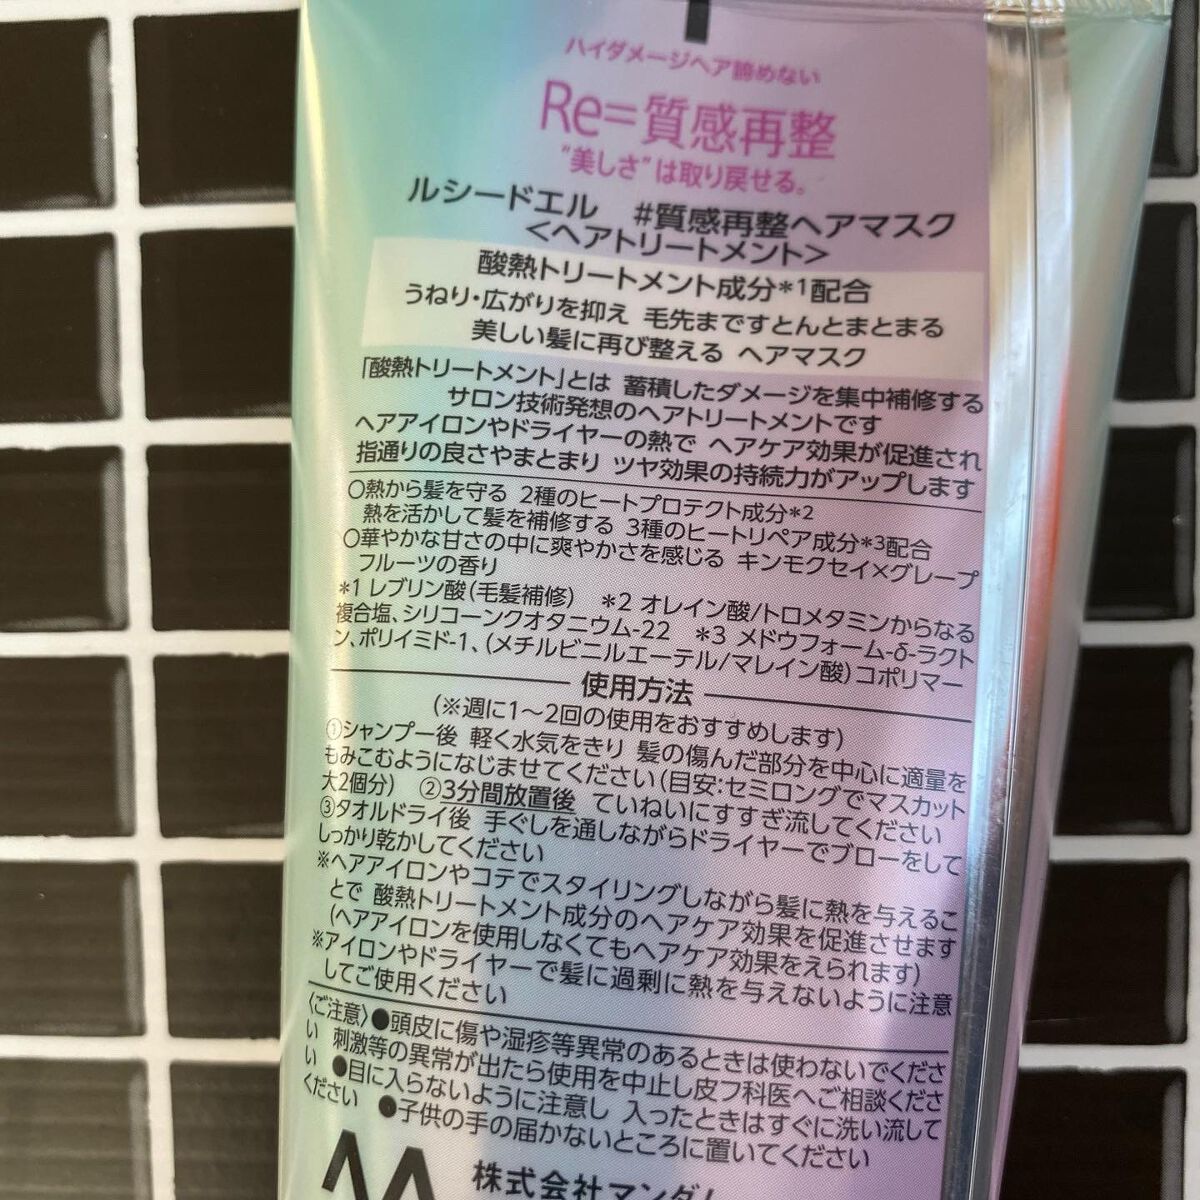 ハイダメージヘア諦めない
Re=質感再整
“美しさ”は取り戻せる。
ルシードエル #質感再整ヘアマスク
<ヘアトリートメント>
酸熱トリートメント成分*1配合
うねり・広がりを抑え 毛先まですとんとまとまる
美しい髪に再び整える ヘアマスク
「酸熱トリートメント」とは 蓄積したダメージを集中補修する
サロン技術発想のヘアトリートメントです
ヘアアイロンやドライヤーの熱で ヘアケア効果が促進され
指通りの良さやまとまり ツヤ効果の持続力がアップします
○熱から髪を守る 2種のヒートプロテクト成分*2
熱を活かして髪を補修する 3種のヒートリペア成分*3配合
○華やかな甘さの中に爽やかさを感じる キンモクセイ×グレープ
フルーツの香り
*1 レブリン酸(毛髪補修) *2 オレイン酸/トロメタミンからなる
複合塩、シリコーンクオタニウム-22 *3 メドウフォーム-δ-ラクト
ン、ポリイミド-1、(メチルビニルエーテル/マレイン酸)コポリマー
使用方法
(※週に1～2回の使用をおすすめします)
①シャンプー後 軽く水気をきり 髪の傷んだ部分を中心に適量を
もみこむようになじませてください(目安:セミロングでマスカット
大2個分) ②3分間放置後 ていねいにすすぎ流してください
③タオルドライ後 手ぐしを通しながらドライヤーでブローをして
しっかり乾かしてください
※ヘアアイロンやコテでスタイリングしながら髪に熱を与えるこ
とで 酸熱トリートメント成分のヘアケア効果を促進させます
(ヘアアイロンを使用しなくてもヘアケア効果をえられます)
※アイロンやドライヤーで髪に過剰に熱を与えないように注意
してご使用ください
〈ご注意〉●頭皮に傷や湿疹等異常のあるときは使わないでくださ
い 刺激等の異常が出たら使用を中止し皮フ科医へご相談くださ
い ●目に入らないように注意し 入ったときはすぐに洗い流して
ください ●子供の手の届かないところに置いてください
株式会社マンダム